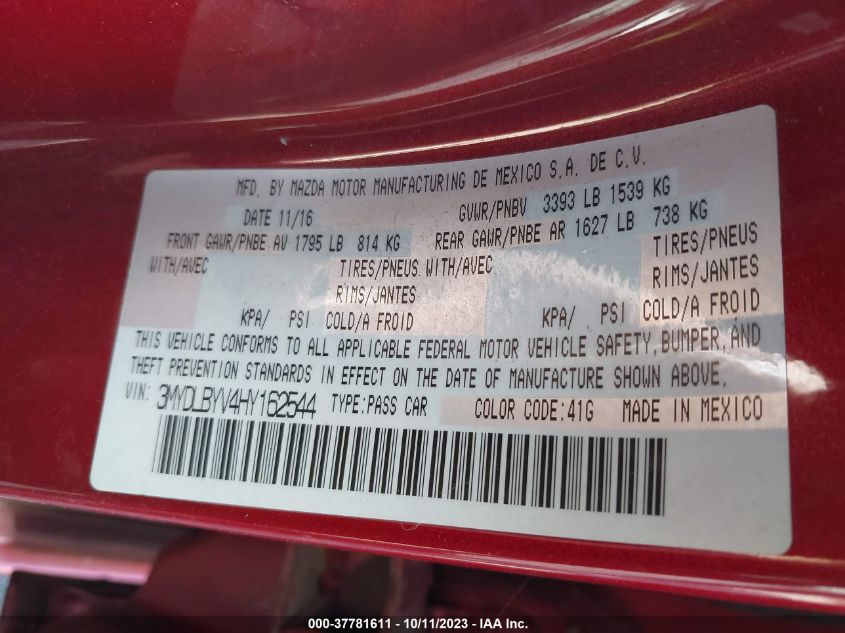 MFD. BY MAZDA MOTOR MANUFACTURING DE MEXICO S.A. DE C.V.
DATE 11/16 GVWR/PNBV 3393 LB 1539 KG
FRONT GAWR/PNBE AV 1795 LB 814 KG REAR GAWR/PNBE AR 1627 LB 738 KG
WITH/AVEC TIRES/PNEUS WITH/AVEC TIRES/PNEUS
RIMS/JANTES RIMS/JANTES
KPA/ PSI COLD/A FROID KPA/ PSI COLD/A FROID
THIS VEHICLE CONFORMS TO ALL APPLICABLE FEDERAL MOTOR VEHICLE SAFETY, BUMPER, AND
THEFT PREVENTION STANDARDS IN EFFECT ON THE DATE OF MANUFACTURE SHOWN ABOVE.
VIN: 3MYDLBYV4HY162544 TYPE:PASS CAR COLOR CODE:41G MADE IN MEXICO
000-37781611 - 10/11/2023 - IAA Inc.